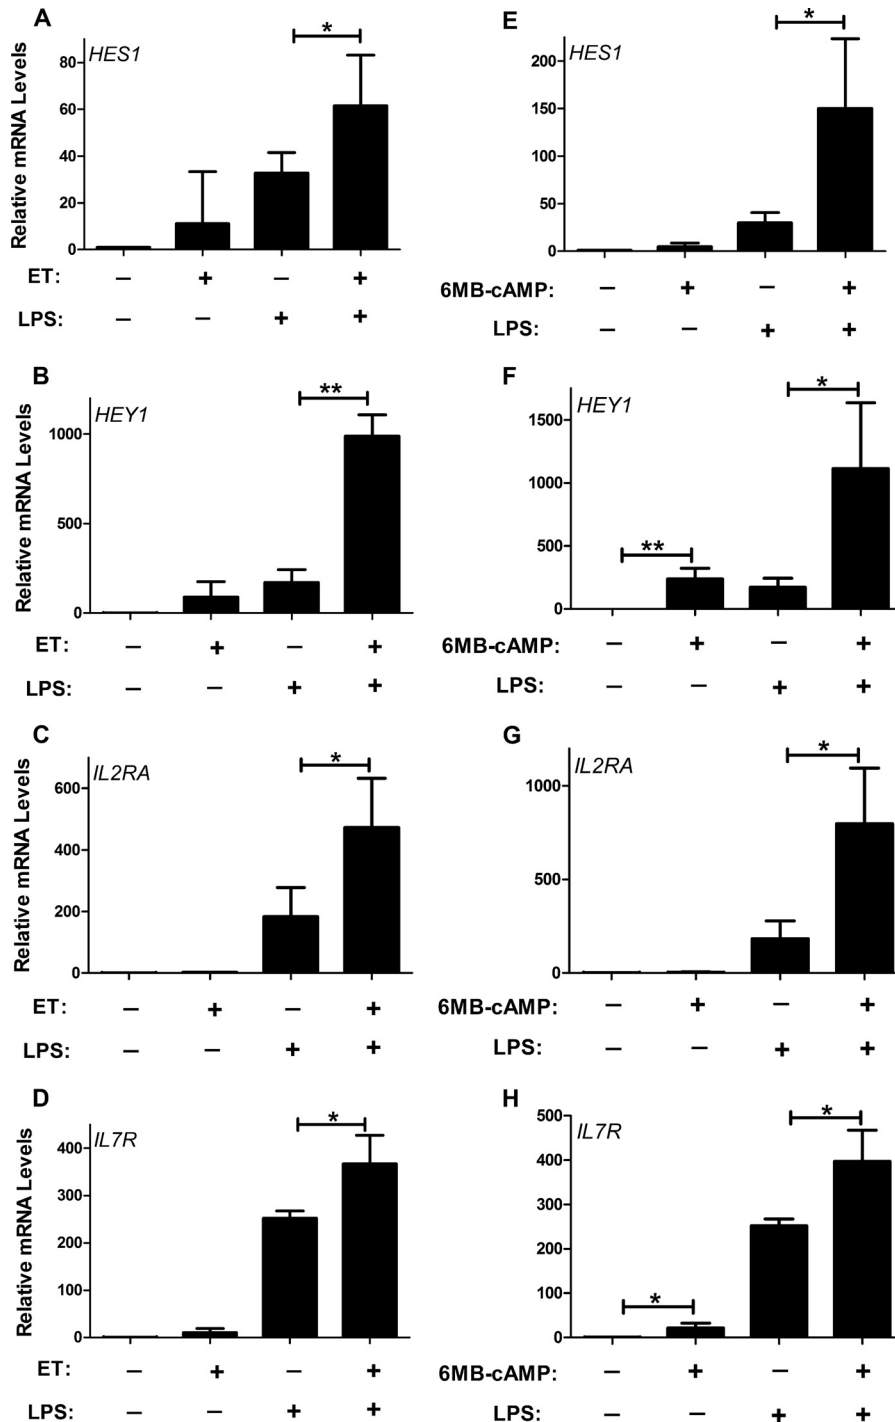 A
*
HES1
Relative mRNA Levels
80
60
40
20
0
ET: – + – +
LPS: – – + +
E
*
HES1
200
150
100
50
0
6MB-cAMP: – + – +
LPS: – – + +
B
**
HEY1
Relative mRNA Levels
1000
500
0
ET: – + – +
LPS: – – + +
F
*
HEY1
1500
1000
500
**
0
6MB-cAMP: – + – +
LPS: – – + +
C
*
IL2RA
Relative mRNA Levels
600
400
200
0
ET: – + – +
LPS: – – + +
G
*
IL2RA
1000
500
0
6MB-cAMP: – + – +
LPS: – – + +
D
*
IL7R
Relative mRNA Levels
400
300
200
100
0
ET: – + – +
LPS: – – + +
H
*
500
IL7R
400
300
200
100
*
0
6MB-cAMP: – + – +
LPS: – – + +